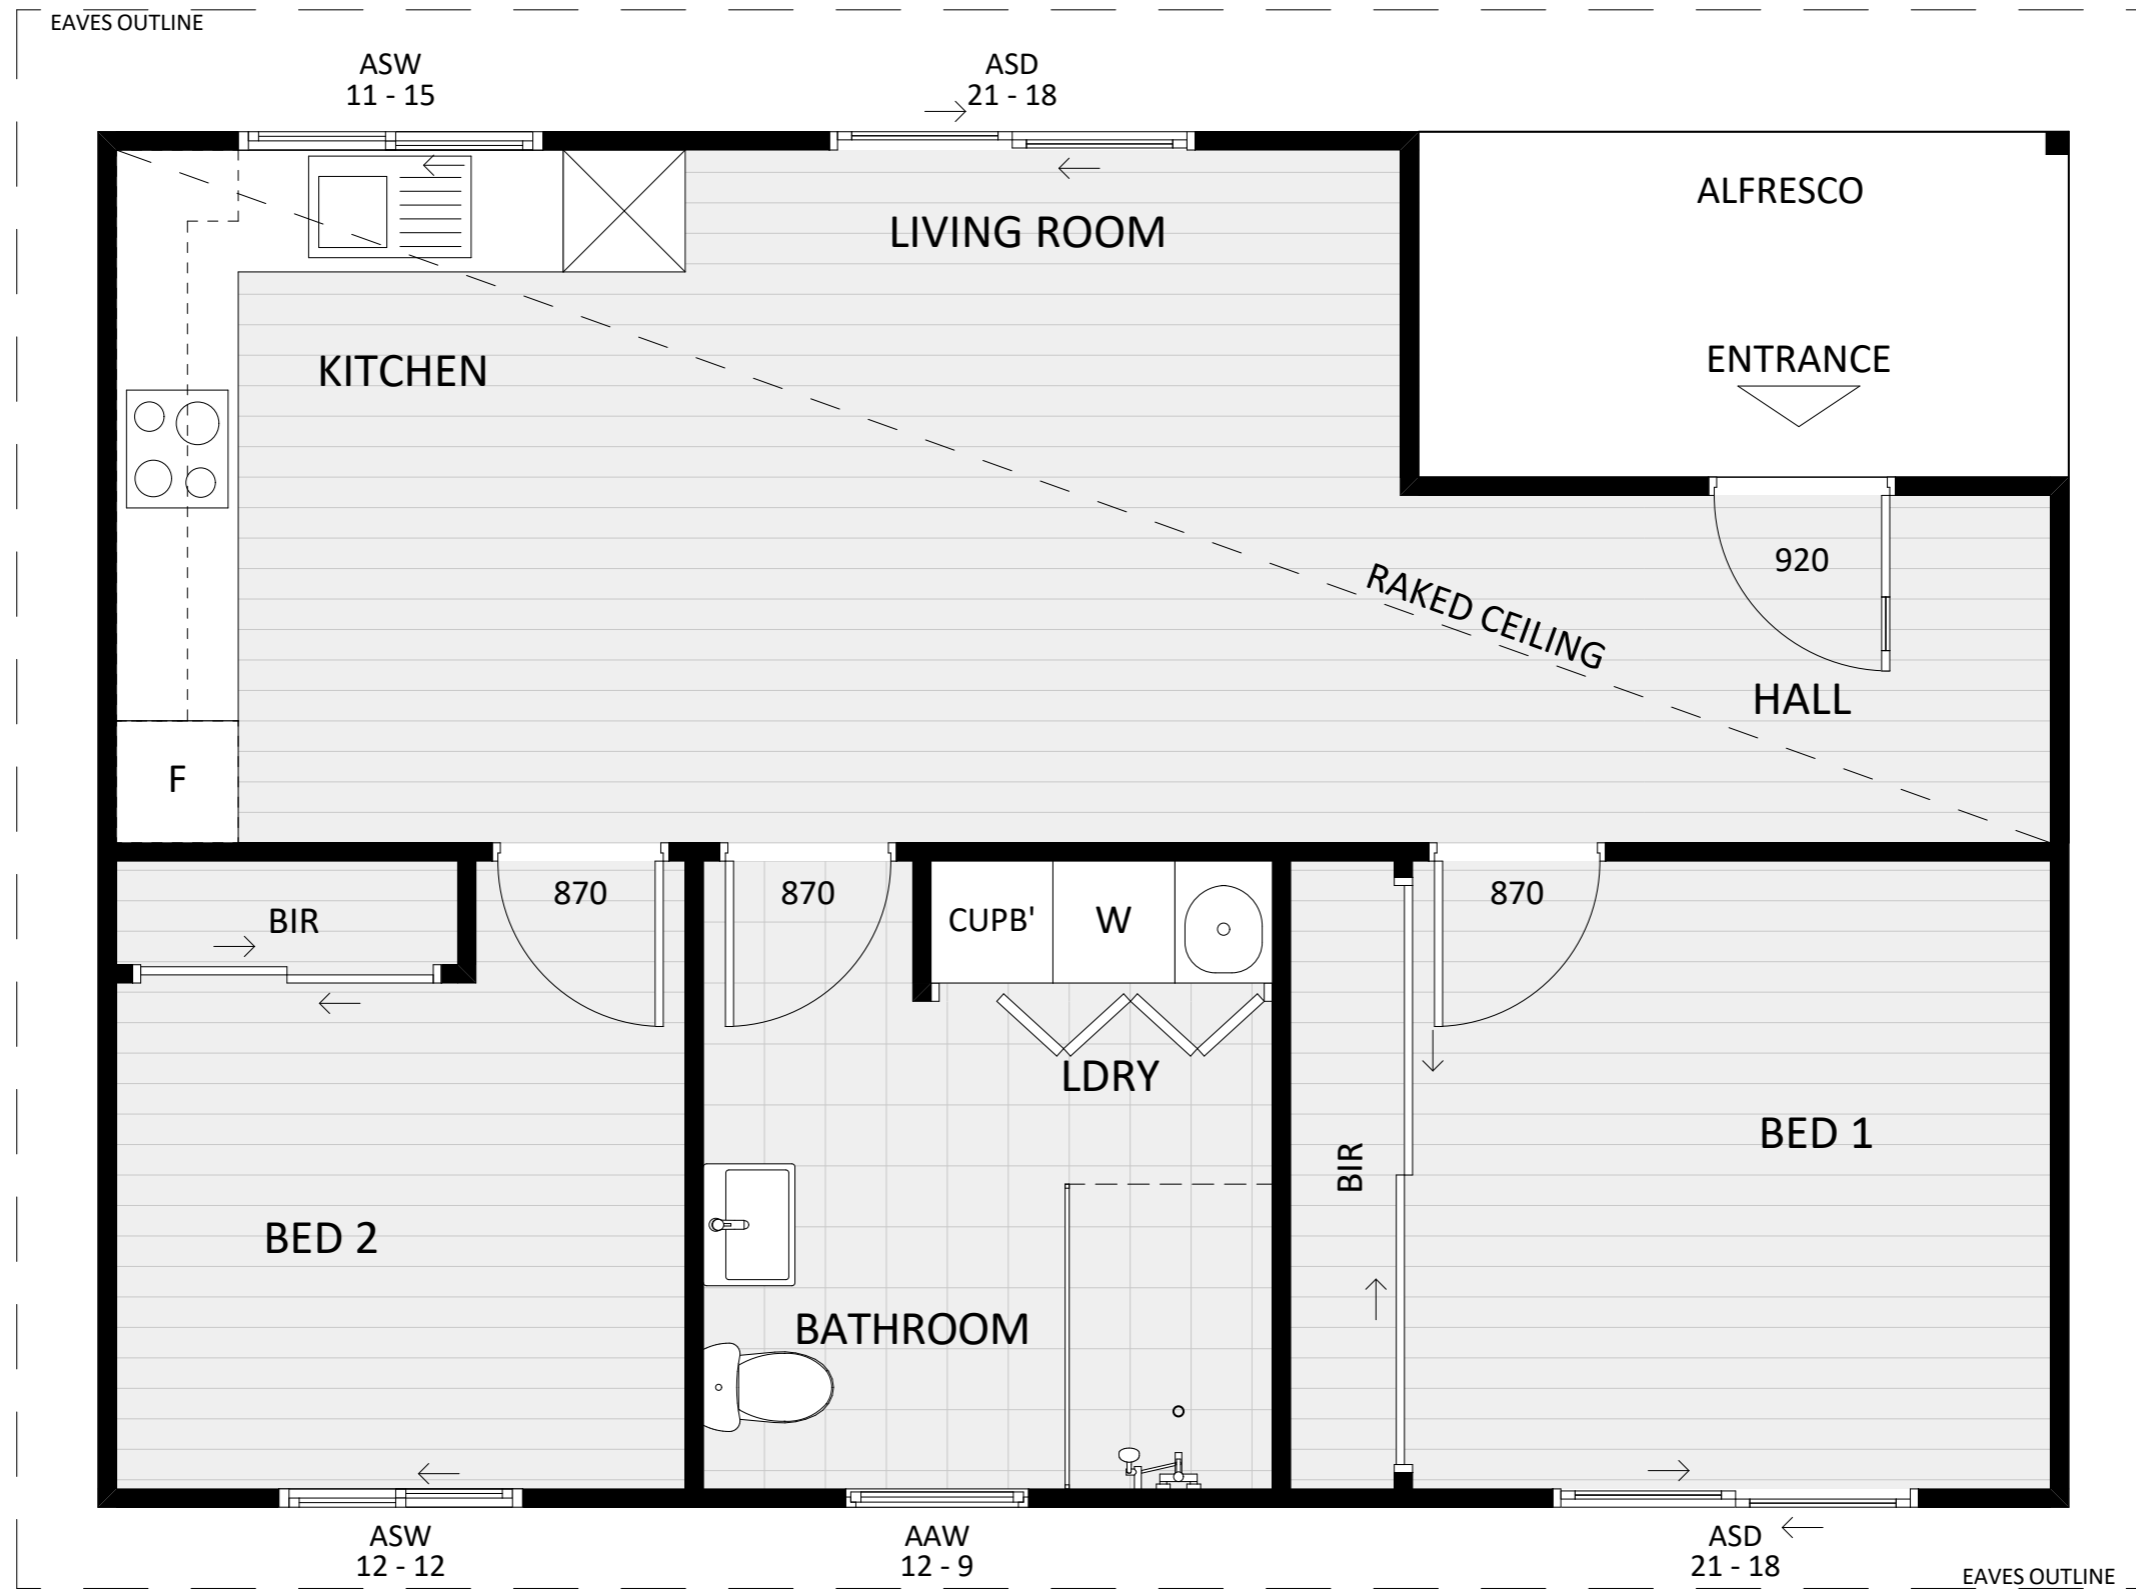 EAVES OUTLINE
ASW
11 - 15
ASD
21 - 18
ALFRESCO
LIVING ROOM
ENTRANCE
KITCHEN
920
RAKED CEILING
HALL
F
BIR
870
870
CUPB'
W
870
LDRY
BED 1
BIR
BED 2
BATHROOM
ASW
12 - 12
AAW
12 - 9
ASD
21 - 18
EAVES OUTLINE